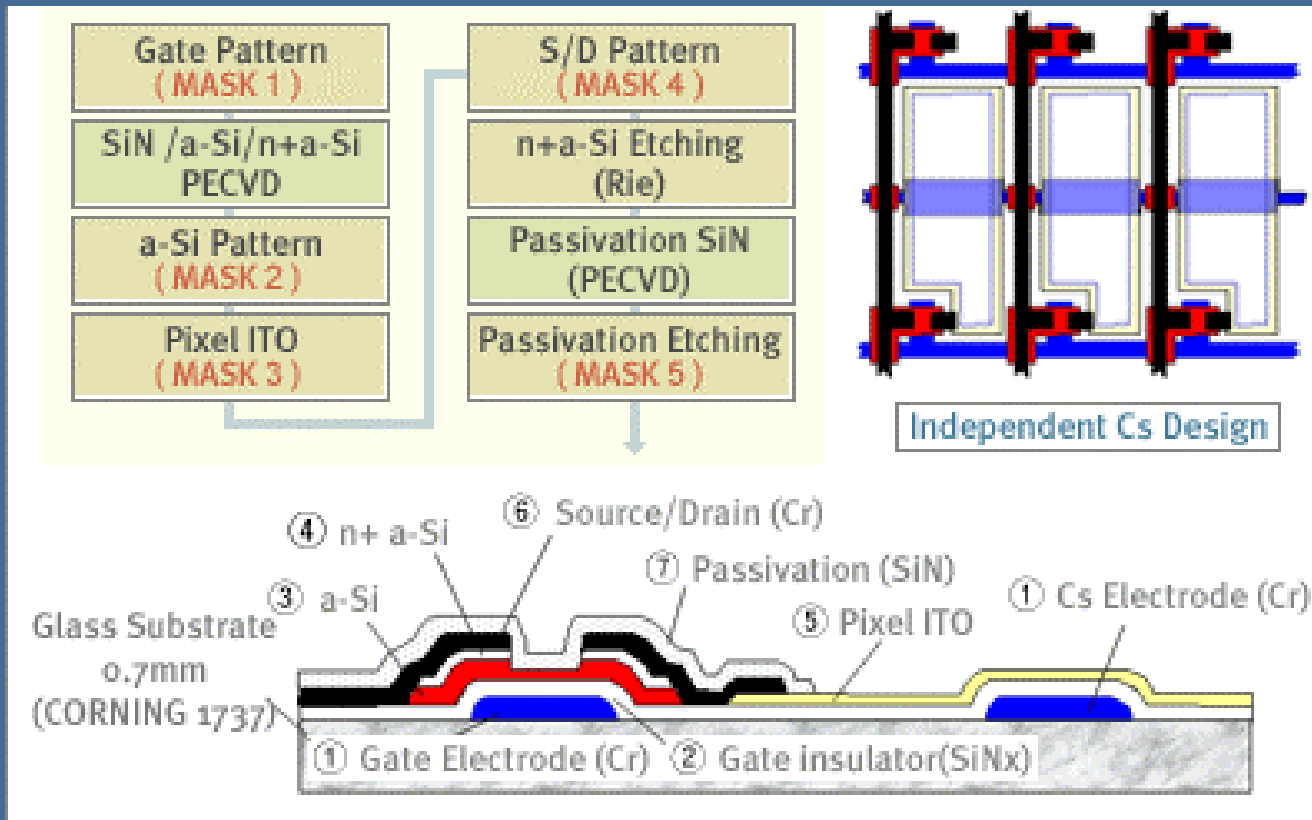 Gate Pattern
( MASK 1 )
SiN /a-Si/n+a-Si
PECVD
a-Si Pattern
( MASK 2 )
Pixel ITO
( MASK 3 )
S/D Pattern
( MASK 4 )
n+a-Si Etching
(Rie)
Passivation SiN
(PECVD)
Passivation Etching
( MASK 5 )
Independent Cs Design
④ n+ a-Si
⑥ Source/Drain (Cr)
③ a-Si
⑦ Passivation (SiN)
⑤ Pixel ITO
① Cs Electrode (Cr)
Glass Substrate
0.7mm
(CORNING 1737)
① Gate Electrode (Cr)
② Gate insulator(SiNx)